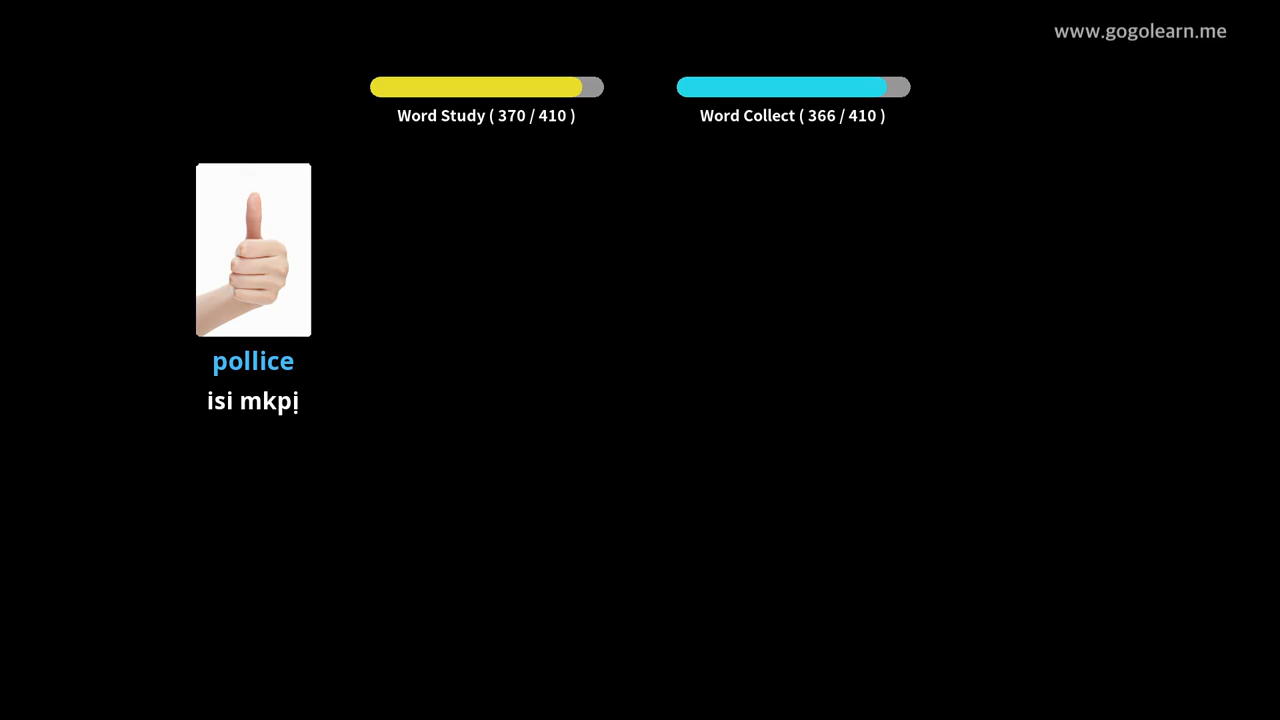 www.gogolearn.me
Word Study ( 370 / 410 )
Word Collect ( 366 / 410 )
pollice
isi mkpị